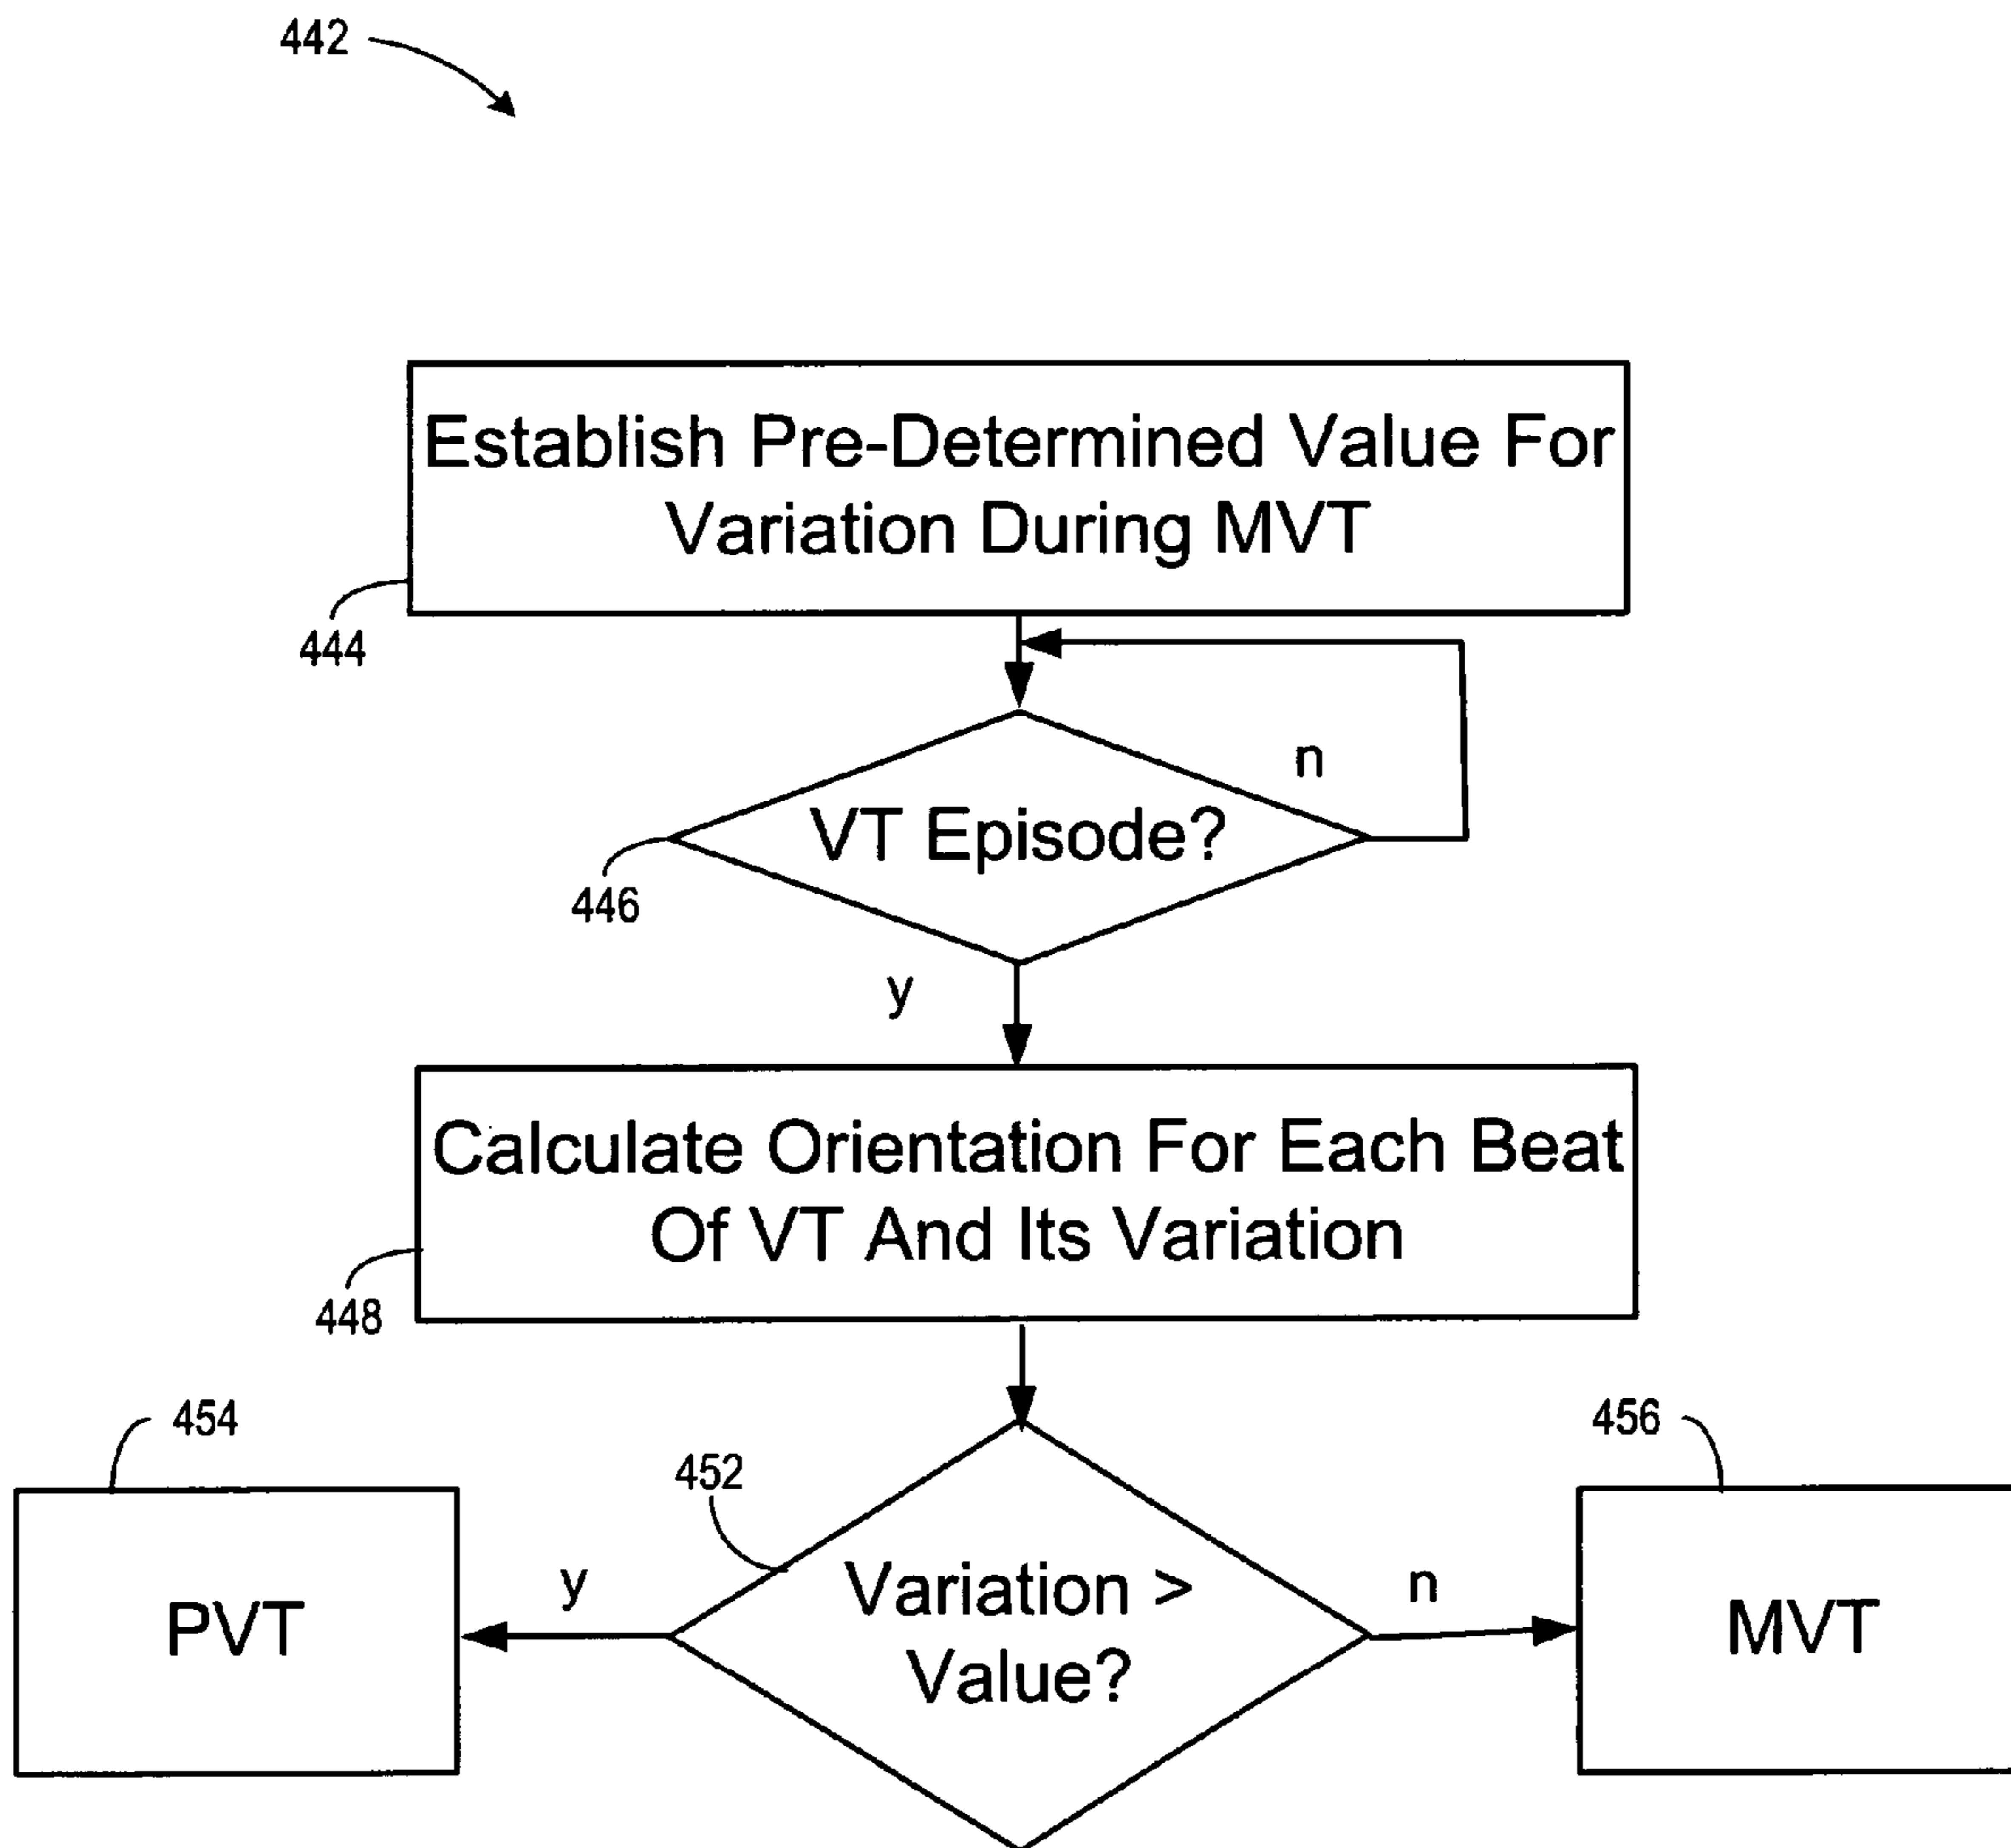 442
Establish Pre-Determined Value For
Variation During MVT
444
n
VT Episode?
446
y
Calculate Orientation For Each Beat
Of VT And Its Variation
448
454
456
452
y
Variation >
n
PVT
MVT
Value?